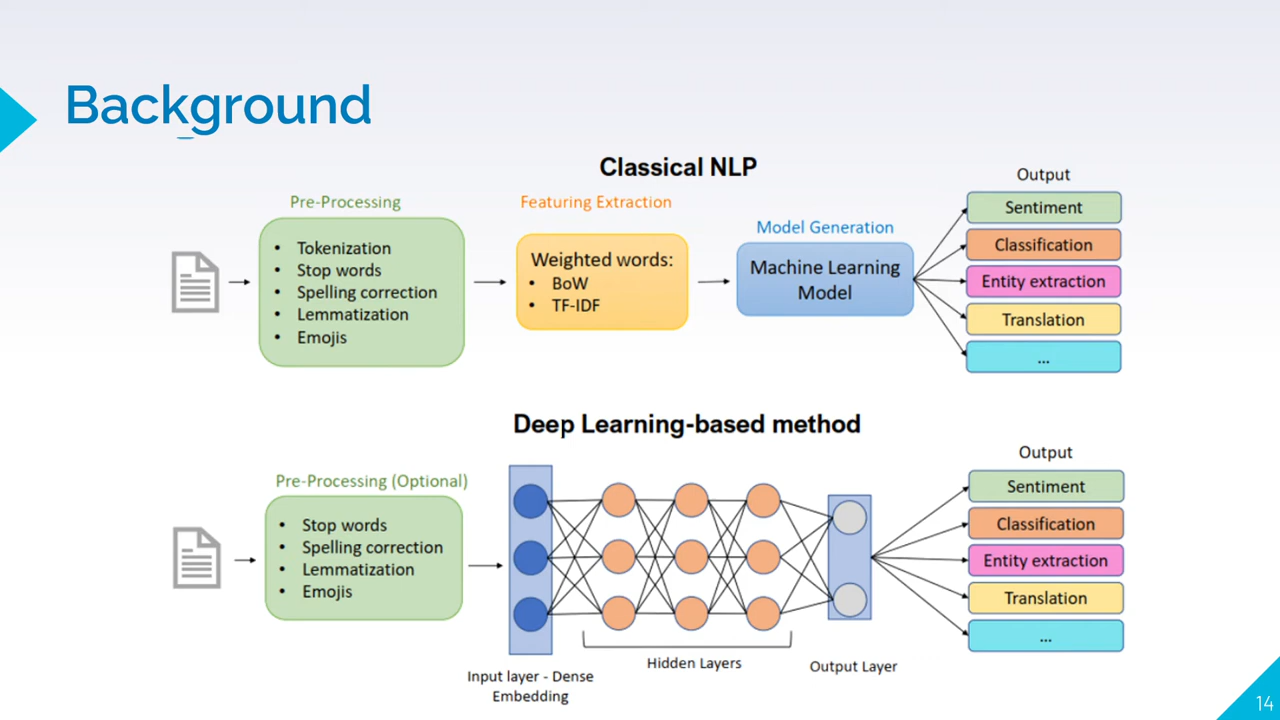 Background
Classical NLP
Pre-Processing
• Tokenization
• Stop words
• Spelling correction
• Lemmatization
• Emojis
Featuring Extraction
Weighted words:
• BoW
• TF-IDF
Model Generation
Machine Learning
Model
Output
Sentiment
Classification
Entity extraction
Translation
...
Deep Learning-based method
Pre-Processing (Optional)
• Stop words
• Spelling correction
• Lemmatization
• Emojis
Input layer - Dense
Embedding
Hidden Layers
Output Layer
Output
Sentiment
Classification
Entity extraction
Translation
...
14